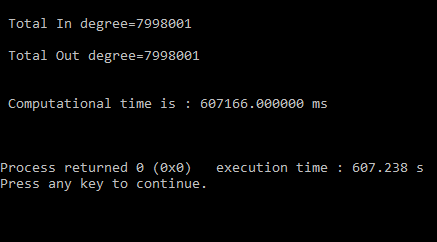 Total In degree=7998001
Total Out degree=7998001
Computational time is : 607166.000000 ms
Process returned 0 (0x0)   execution time : 607.238 s
Press any key to continue.